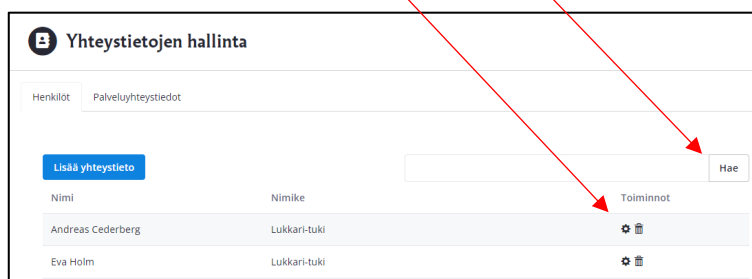 Yhteystietojen hallinta
Henkilöt Palveluyhteystiedot
Lisää yhteystieto Hae
Nimi Nimike Toiminnot
Andreas Cederberg Lukkari-tuki
Eva Holm Lukkari-tuki